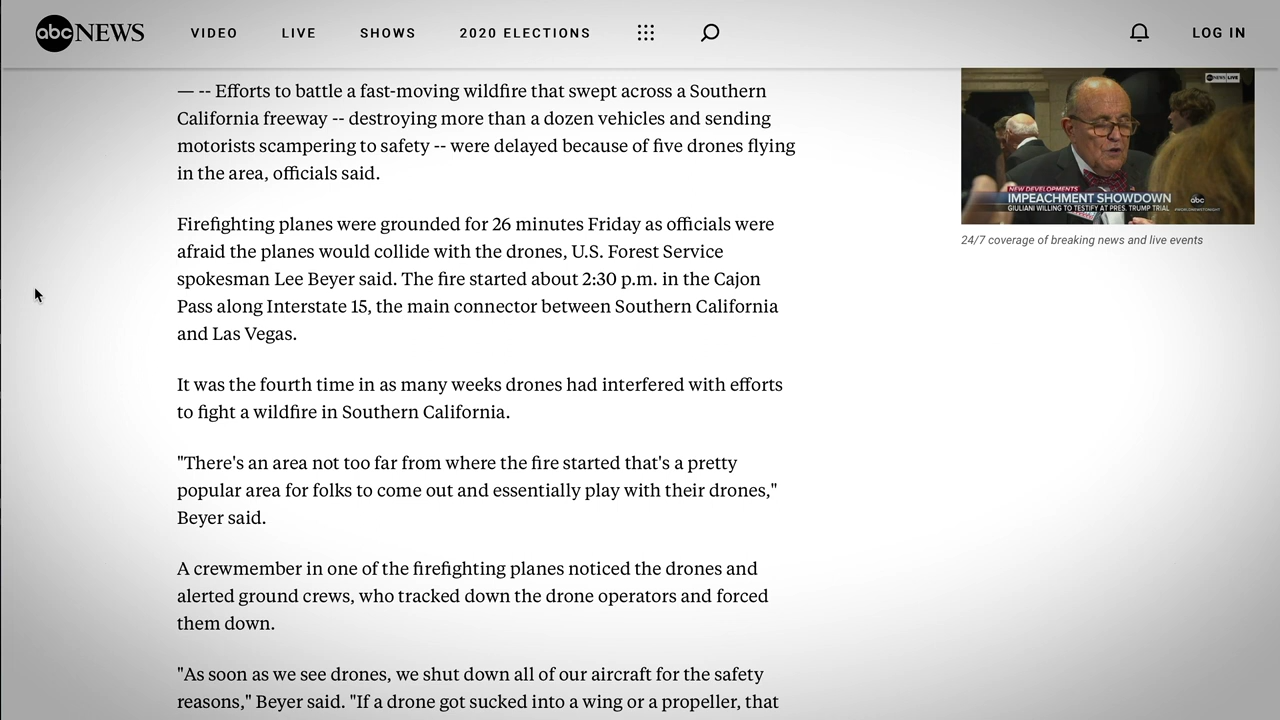 abc NEWS VIDEO LIVE SHOWS 2020 ELECTIONS LOG IN
— -- Efforts to battle a fast-moving wildfire that swept across a Southern
California freeway -- destroying more than a dozen vehicles and sending
motorists scampering to safety -- were delayed because of five drones flying
in the area, officials said.
Firefighting planes were grounded for 26 minutes Friday as officials were
afraid the planes would collide with the drones, U.S. Forest Service
spokesman Lee Beyer said. The fire started about 2:30 p.m. in the Cajon
Pass along Interstate 15, the main connector between Southern California
and Las Vegas.
It was the fourth time in as many weeks drones had interfered with efforts
to fight a wildfire in Southern California.
"There's an area not too far from where the fire started that's a pretty
popular area for folks to come out and essentially play with their drones,"
Beyer said.
A crewmember in one of the firefighting planes noticed the drones and
alerted ground crews, who tracked down the drone operators and forced
them down.
"As soon as we see drones, we shut down all of our aircraft for the safety
reasons," Beyer said. "If a drone got sucked into a wing or a propeller, that
abc NEWS LIVE
NEW DEVELOPMENTS
IMPEACHMENT SHOWDOWN
GIULIANI WILLING TO TESTIFY AT PRES. TRUMP TRIAL
abc
#WORLDNEWSTONIGHT
24/7 coverage of breaking news and live events